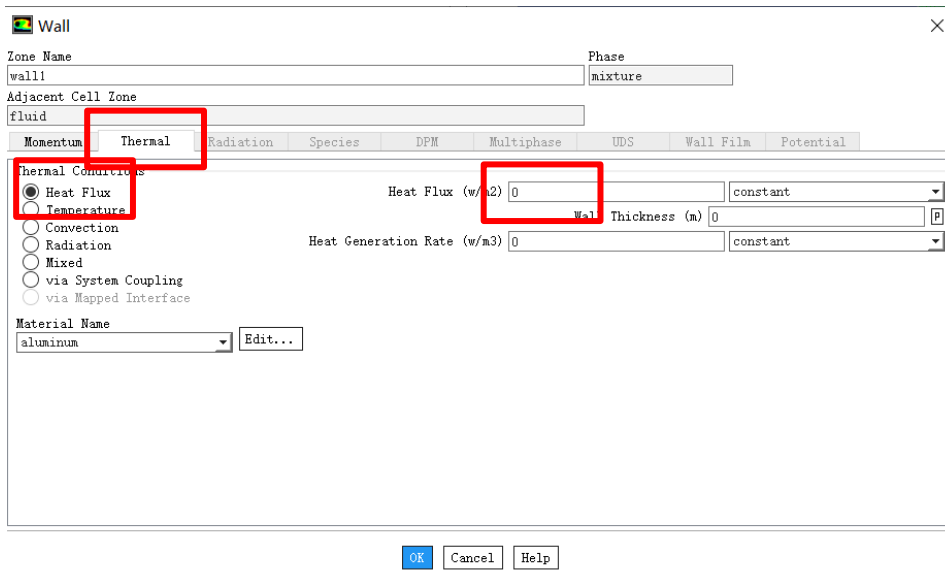 Wall
Zone Name
Phase
wall1
mixture
Adjacent Cell Zone
fluid
Momentum Thermal Radiation Species DPM Multiphase UDS Wall Film Potential
Thermal Conditions
Heat Flux
Heat Flux (w/m2) 0 constant
Temperature
Wall Thickness (m) 0 P
Convection
Radiation
Heat Generation Rate (w/m3) 0 constant
Mixed
via System Coupling
via Mapped Interface
Material Name
aluminum Edit...
OK Cancel Help